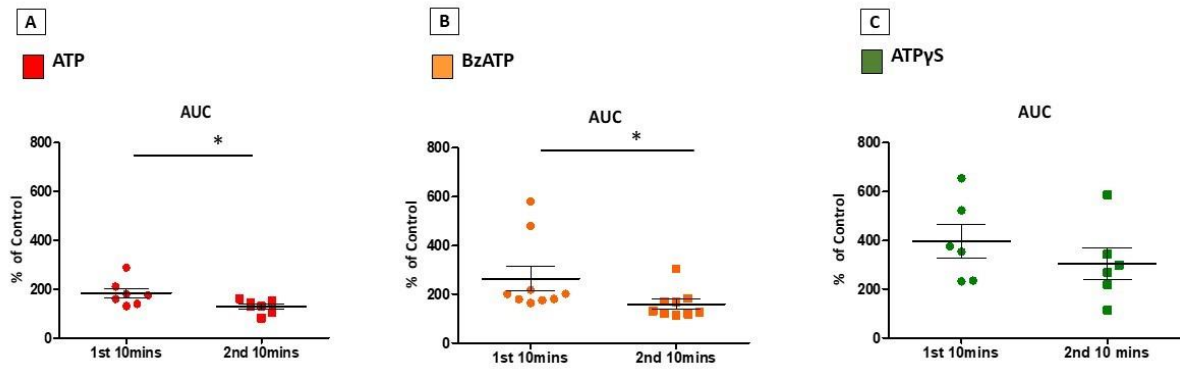 A
ATP
AUC
*
% of Control
800
600
400
200
0
1st 10mins
2nd 10mins
B
BzATP
AUC
*
% of Control
800
600
400
200
0
1st 10mins
2nd 10mins
C
ATPγS
AUC
% of Control
800
600
400
200
0
1st 10mins
2nd 10 mins